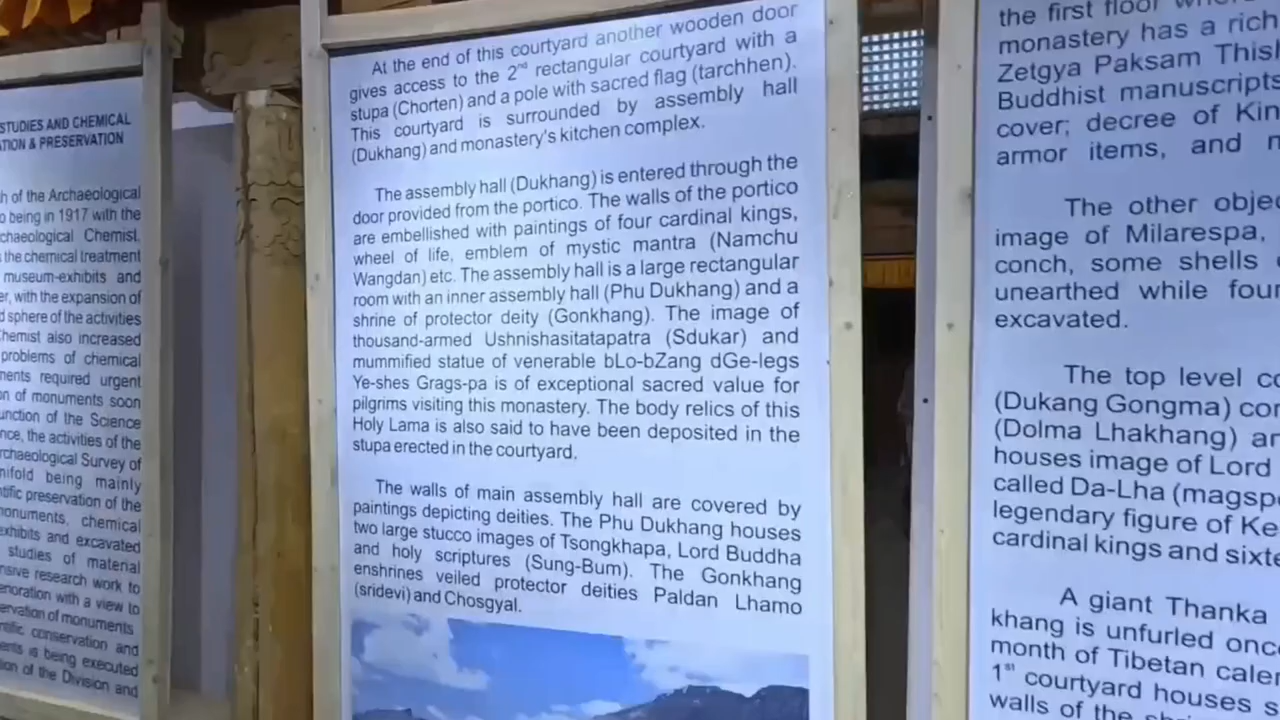 STUDIES AND CHEMICAL
& PRESERVATION
of the Archaeological
being in 1917 with the
Chemist,
the chemical treatment
museum-exhibits and
with the expansion of
sphere of the activities
also increased
problems of chemical
required urgent
of monuments soon
of the Science
the activities of the
Survey of
being mainly
preservation of the
chemical
and excavated
studies of material
research work to
with a view to
of monuments
conservation and
is being executed
of the Division and
At the end of this courtyard another wooden door
gives access to the 2nd rectangular courtyard with a
stupa (Chorten) and a pole with sacred flag (tarchhen).
This courtyard is surrounded by assembly hall
(Dukhang) and monastery's kitchen complex.
The assembly hall (Dukhang) is entered through the
door provided from the portico. The walls of the portico
are embellished with paintings of four cardinal kings,
wheel of life, emblem of mystic mantra (Namchu
Wangdan) etc. The assembly hall is a large rectangular
room with an inner assembly hall (Phu Dukhang) and a
shrine of protector deity (Gonkhang). The image of
thousand-armed Ushnishasitatapatra (Sdukar) and
mummified statue of venerable bLo-bZang dGe-legs
Ye-shes Grags-pa is of exceptional sacred value for
pilgrims visiting this monastery. The body relics of this
Holy Lama is also said to have been deposited in the
stupa erected in the courtyard.
The walls of main assembly hall are covered by
paintings depicting deities. The Phu Dukhang houses
two large stucco images of Tsongkhapa, Lord Buddha
and holy scriptures (Sung-Bum). The Gonkhang
enshrines veiled protector deities Paldan Lhamo
(sridevi) and Chosgyal.
the first floor
monastery has a rich
Zetgya Paksam
Buddhist manuscripts
cover; decree of
armor items, and
The other
image of Milarespa,
conch, some shells
unearthed while
excavated.
The top level
(Dukang Gongma)
(Dolma Lhakhang)
houses image of Lord
called Da-Lha
legendary figure of
cardinal kings and
A giant Thanka
khang is unfurled
month of Tibetan
1st courtyard houses
walls of the